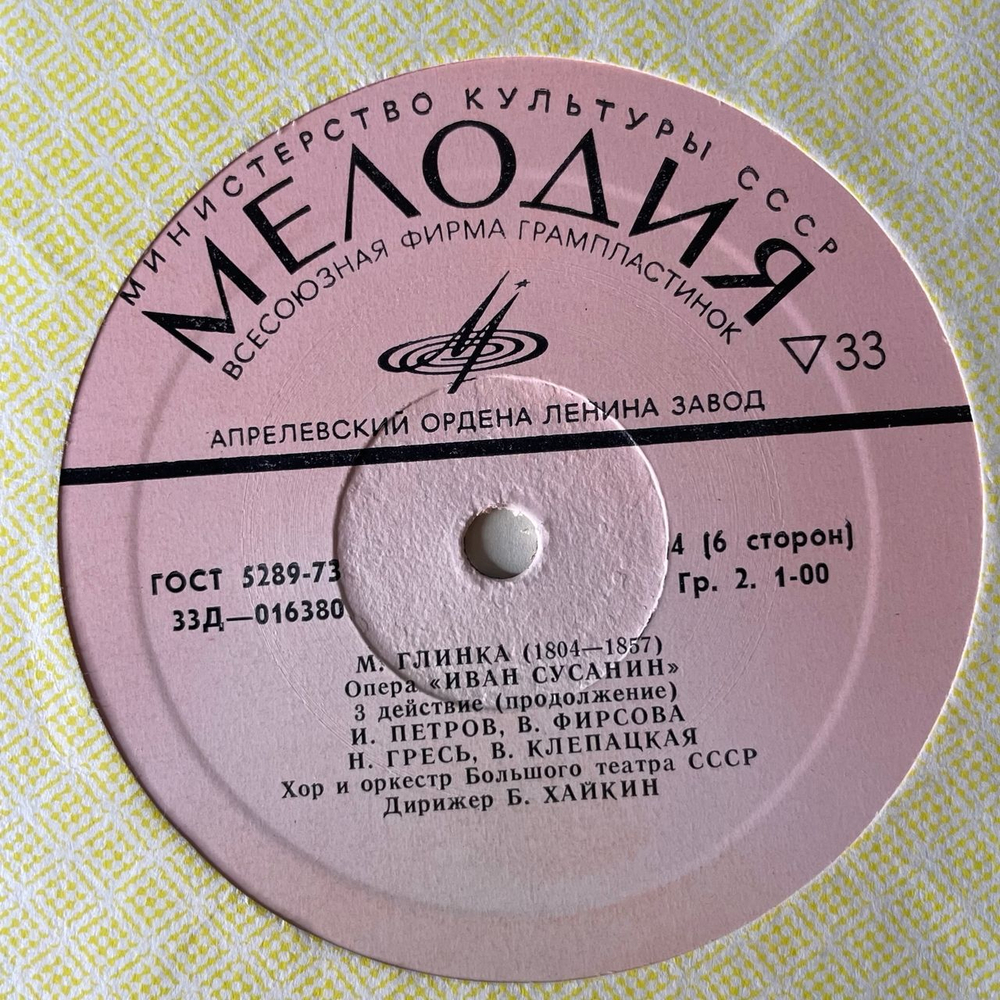 МИНИСТЕРСТВО КУЛЬТУРЫ СССР
МЕЛОДИЯ
ВСЕСОЮЗНАЯ ФИРМА ГРАМПЛАСТИНОК
33
АПРЕЛЕВСКИЙ ОРДЕНА ЛЕНИНА ЗАВОД
ГОСТ 5289-73
4 (6 сторон)
33Д—016380
Гр. 2. 1-00
М. ГЛИНКА (1804—1857)
Опера «ИВАН СУСАНИН»
3 действие (продолжение)
И. ПЕТРОВ, В. ФИРСОВА
Н. ГРЕСЬ, В. КЛЕПАЦКАЯ
Хор и оркестр Большого театра СССР
Дирижер Б. ХАЙКИН